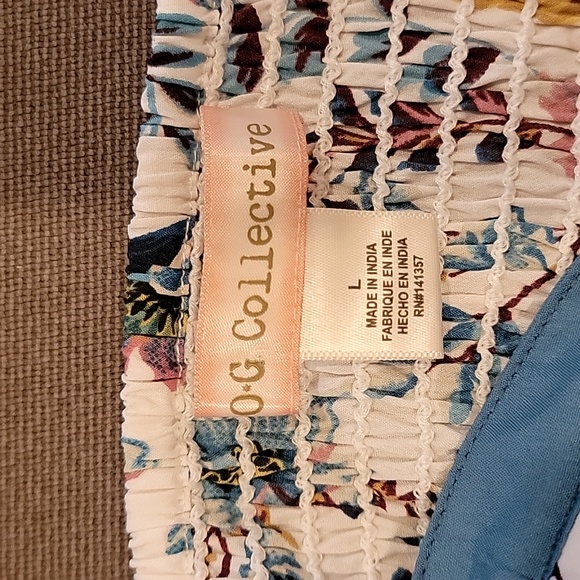 O*G Collective
L
MADE IN INDIA
FABRIQUE EN INDE
HECHO EN INDIA
RN#141357